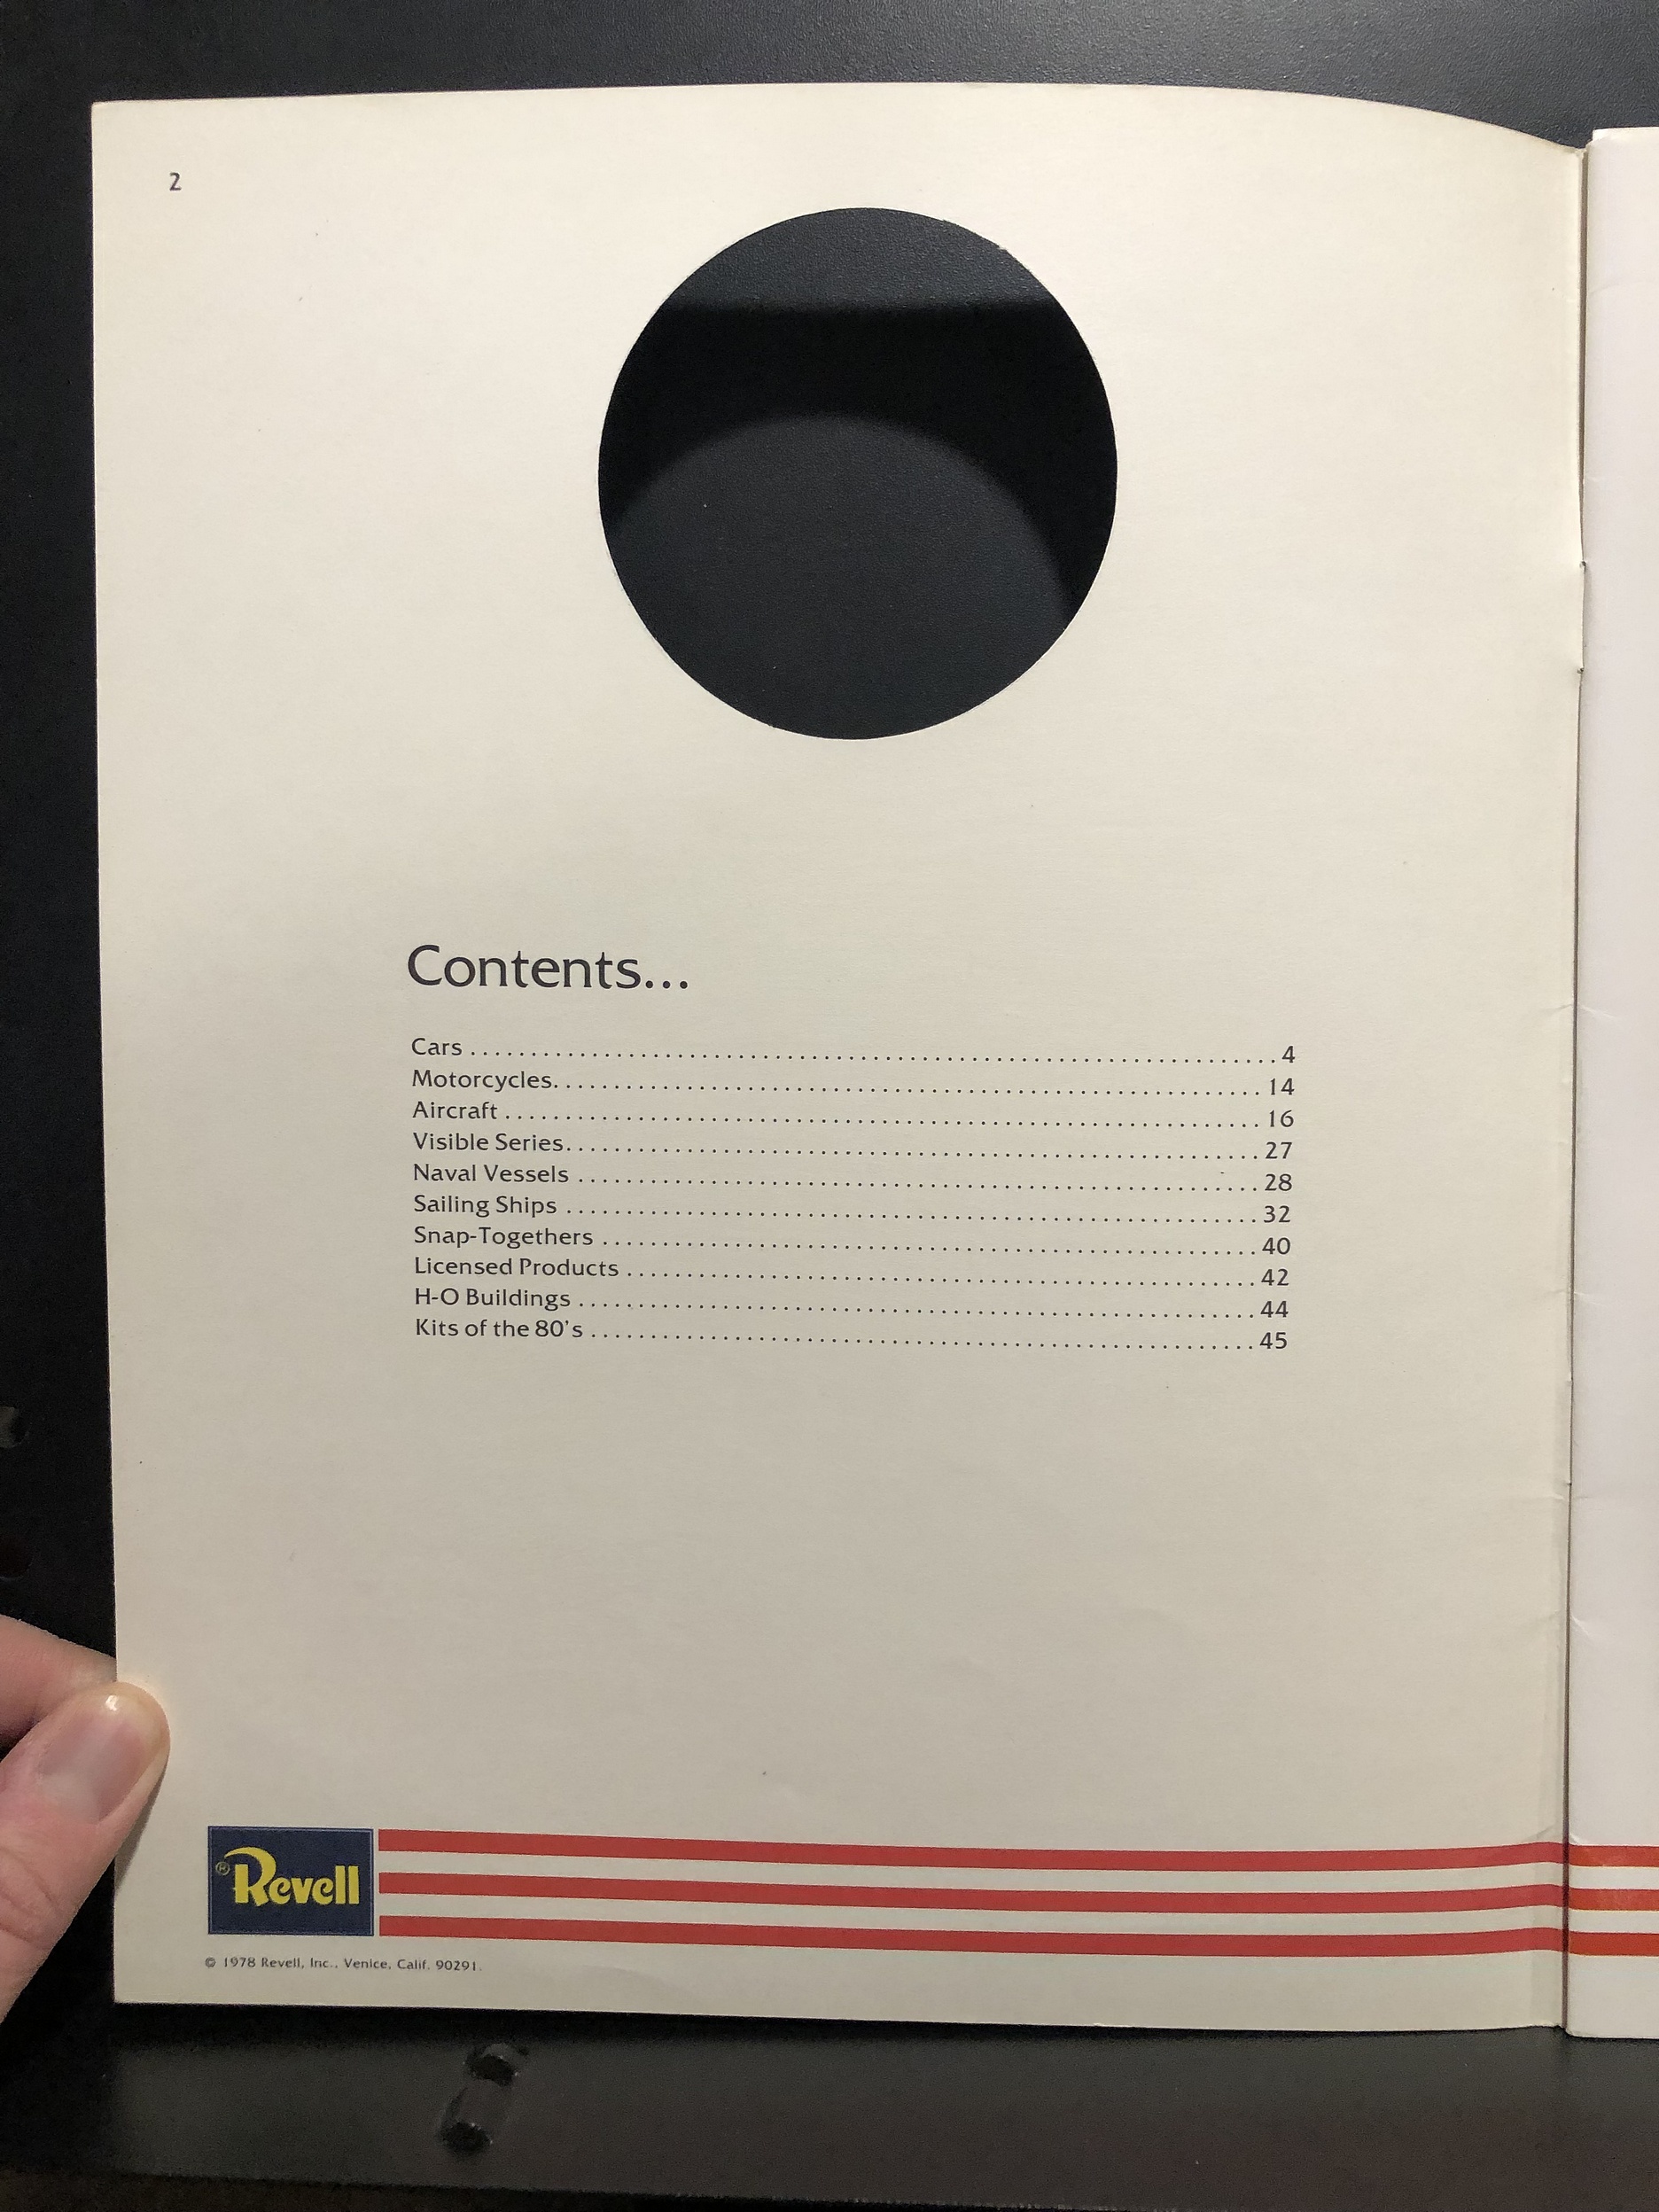 2
Contents...
Cars ........................................................ 4
Motorcycles........................................................ 14
Aircraft ........................................................ 16
Visible Series........................................................ 27
Naval Vessels ........................................................ 28
Sailing Ships ........................................................ 32
Snap-Togethers ........................................................ 40
Licensed Products ........................................................ 42
H-O Buildings ........................................................ 44
Kits of the 80's ........................................................ 45
® Revell
© 1978 Revell, Inc., Venice, Calif. 90291.